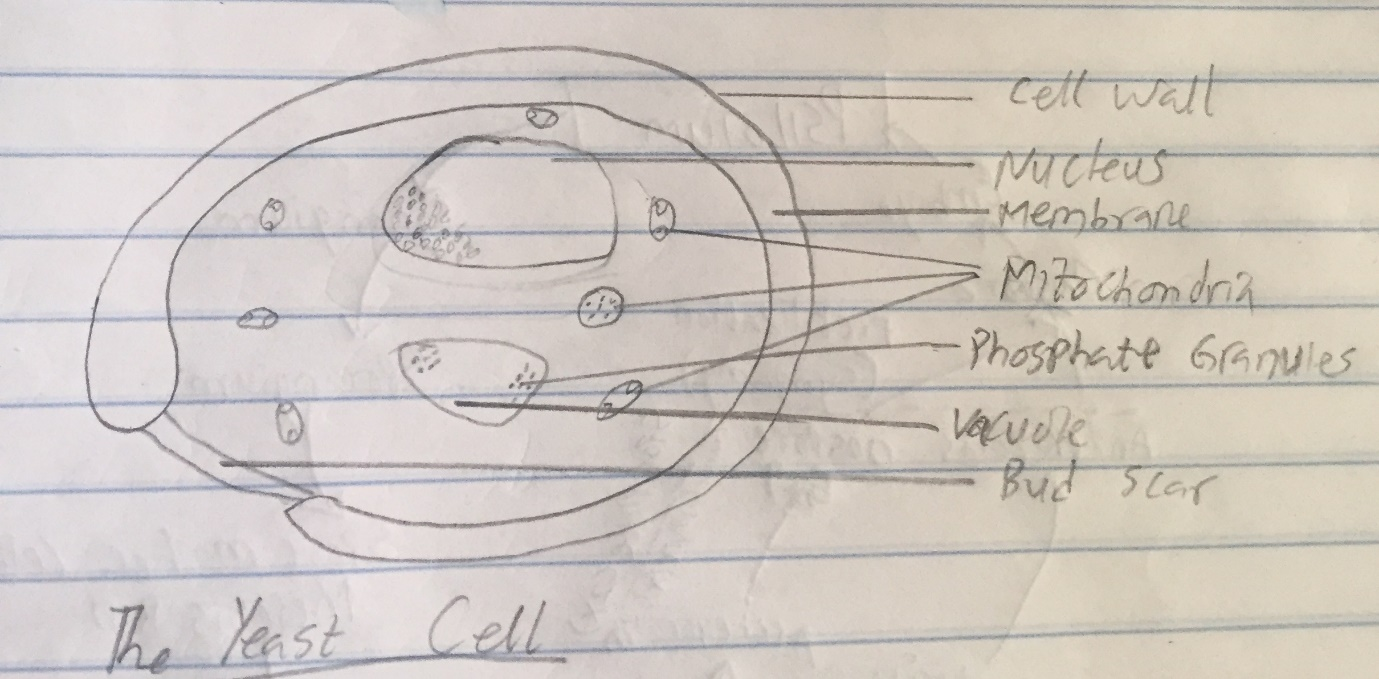 Cell Wall
Nucleus
Membrane
Mitochondria
Phosphate Granules
Vacuole
Bud Scar
The Yeast Cell